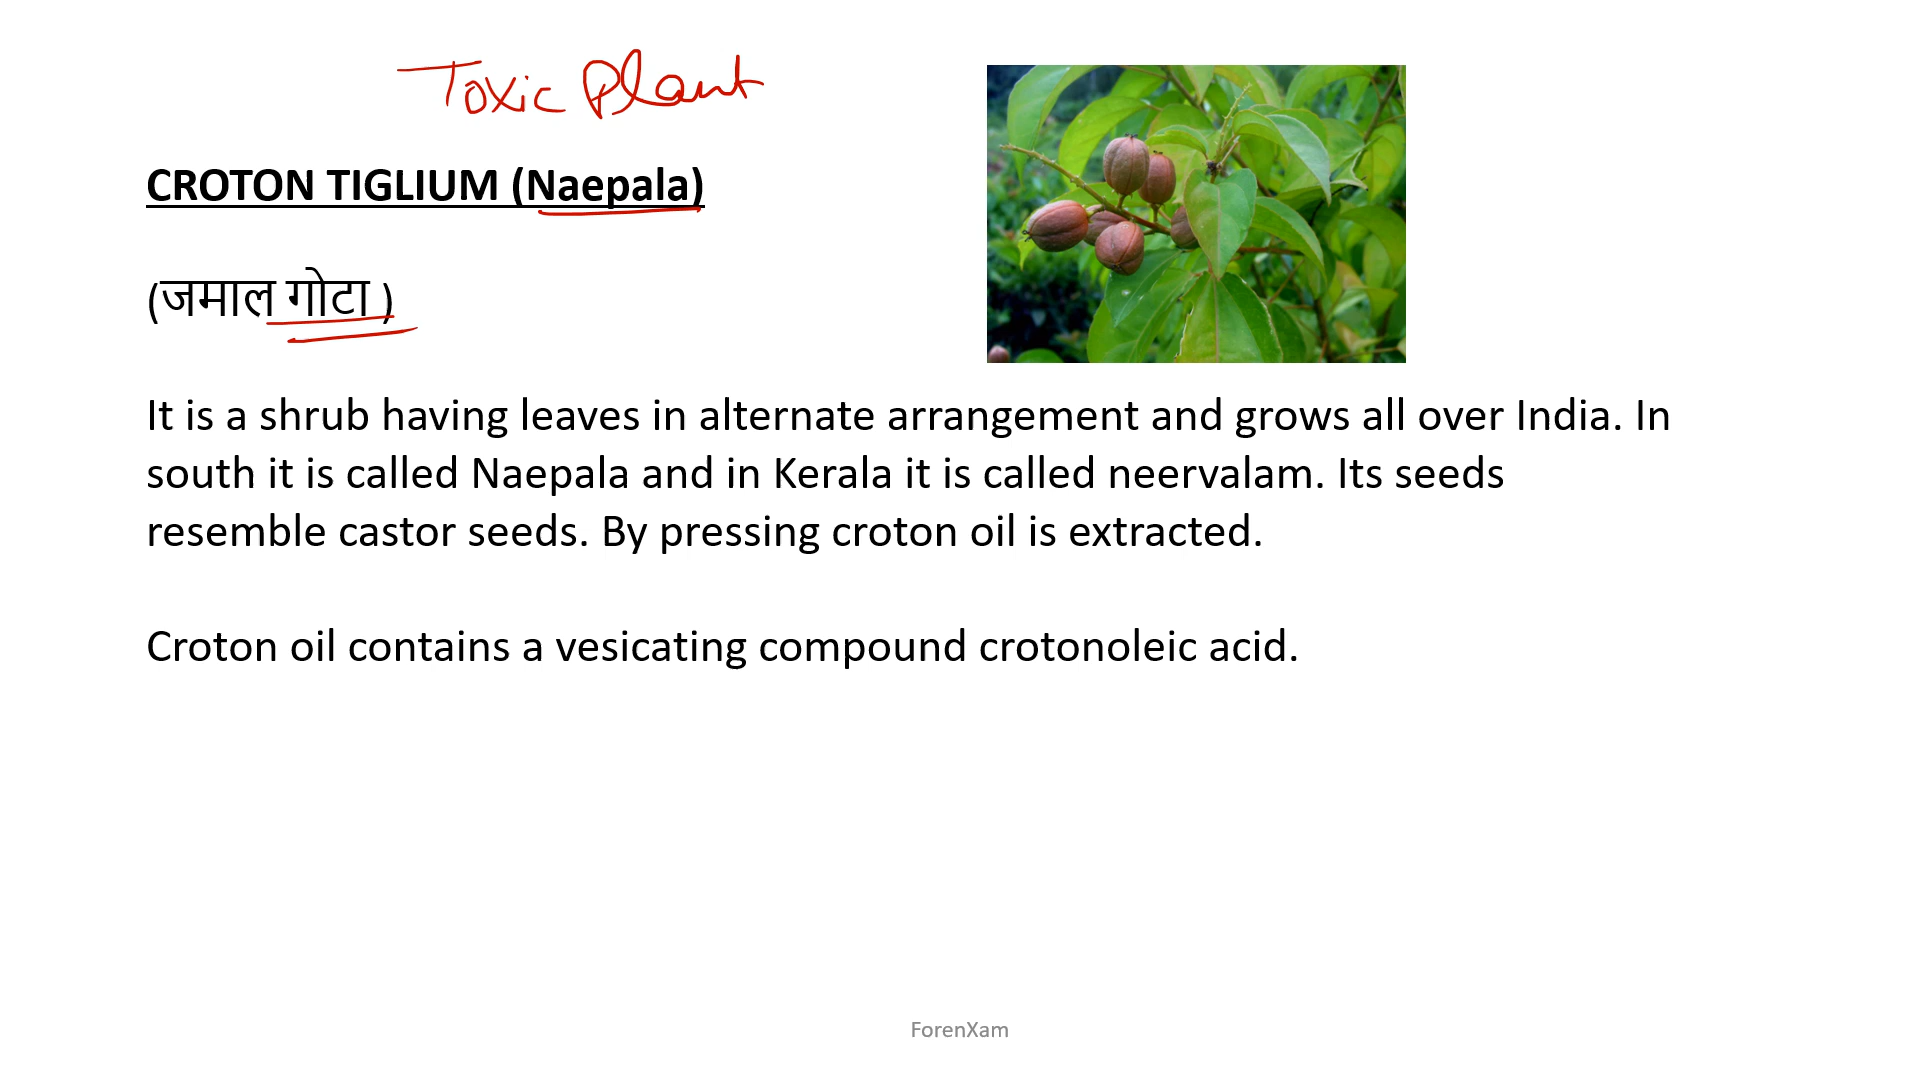 Toxic Plant
CROTON TIGLIUM (Naepala)
(जमाल गोटा )
It is a shrub having leaves in alternate arrangement and grows all over India. In
south it is called Naepala and in Kerala it is called neervalam. Its seeds
resemble castor seeds. By pressing croton oil is extracted.
Croton oil contains a vesicating compound crotonoleic acid.
ForenXam